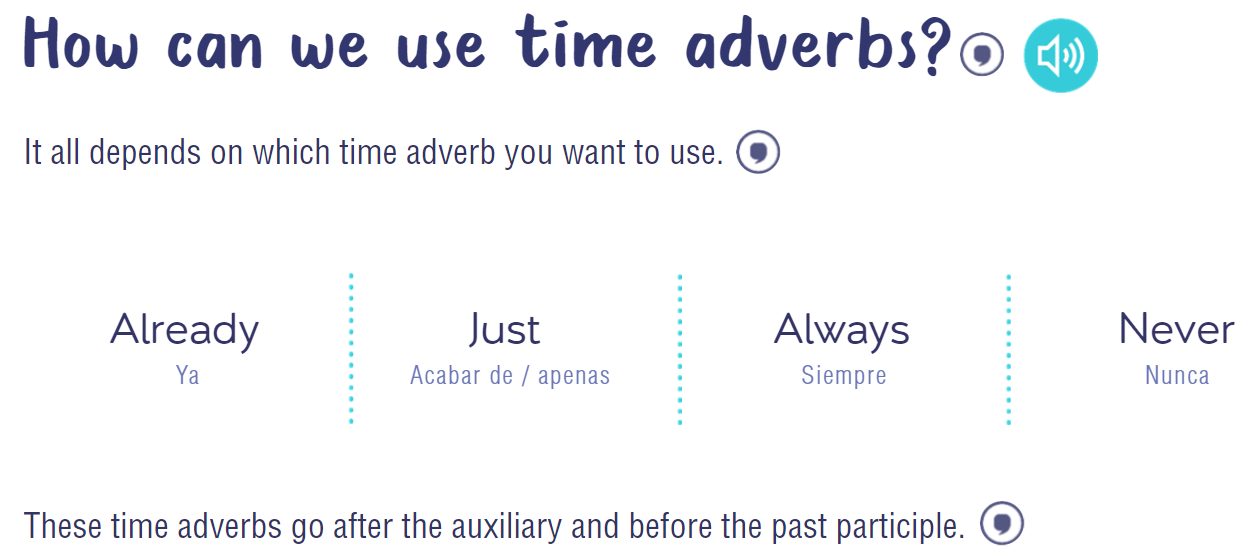 How can we use time adverbs?
It all depends on which time adverb you want to use.
Already Just Always Never
Ya Acabar de / apenas Siempre Nunca
These time adverbs go after the auxiliary and before the past participle.